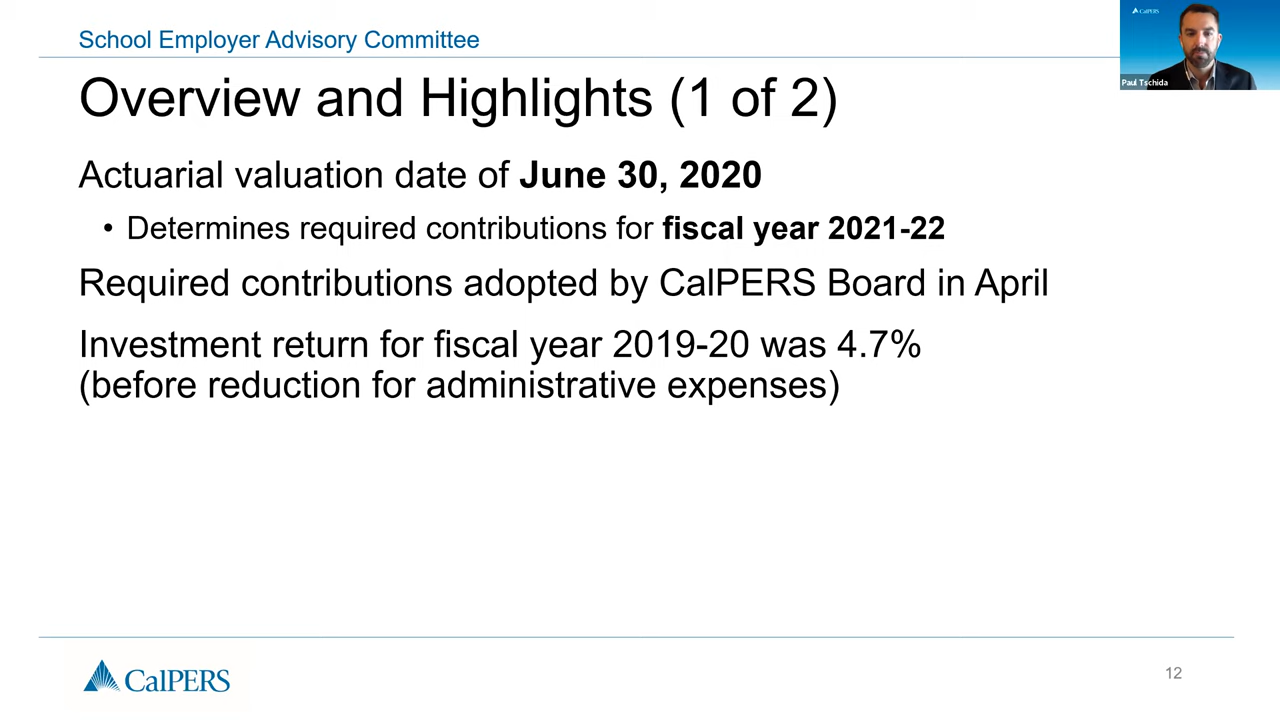 School Employer Advisory Committee
CalPERS
Paul Tschida
Overview and Highlights (1 of 2)
Actuarial valuation date of June 30, 2020
• Determines required contributions for fiscal year 2021-22
Required contributions adopted by CalPERS Board in April
Investment return for fiscal year 2019-20 was 4.7%
(before reduction for administrative expenses)
CalPERS
12